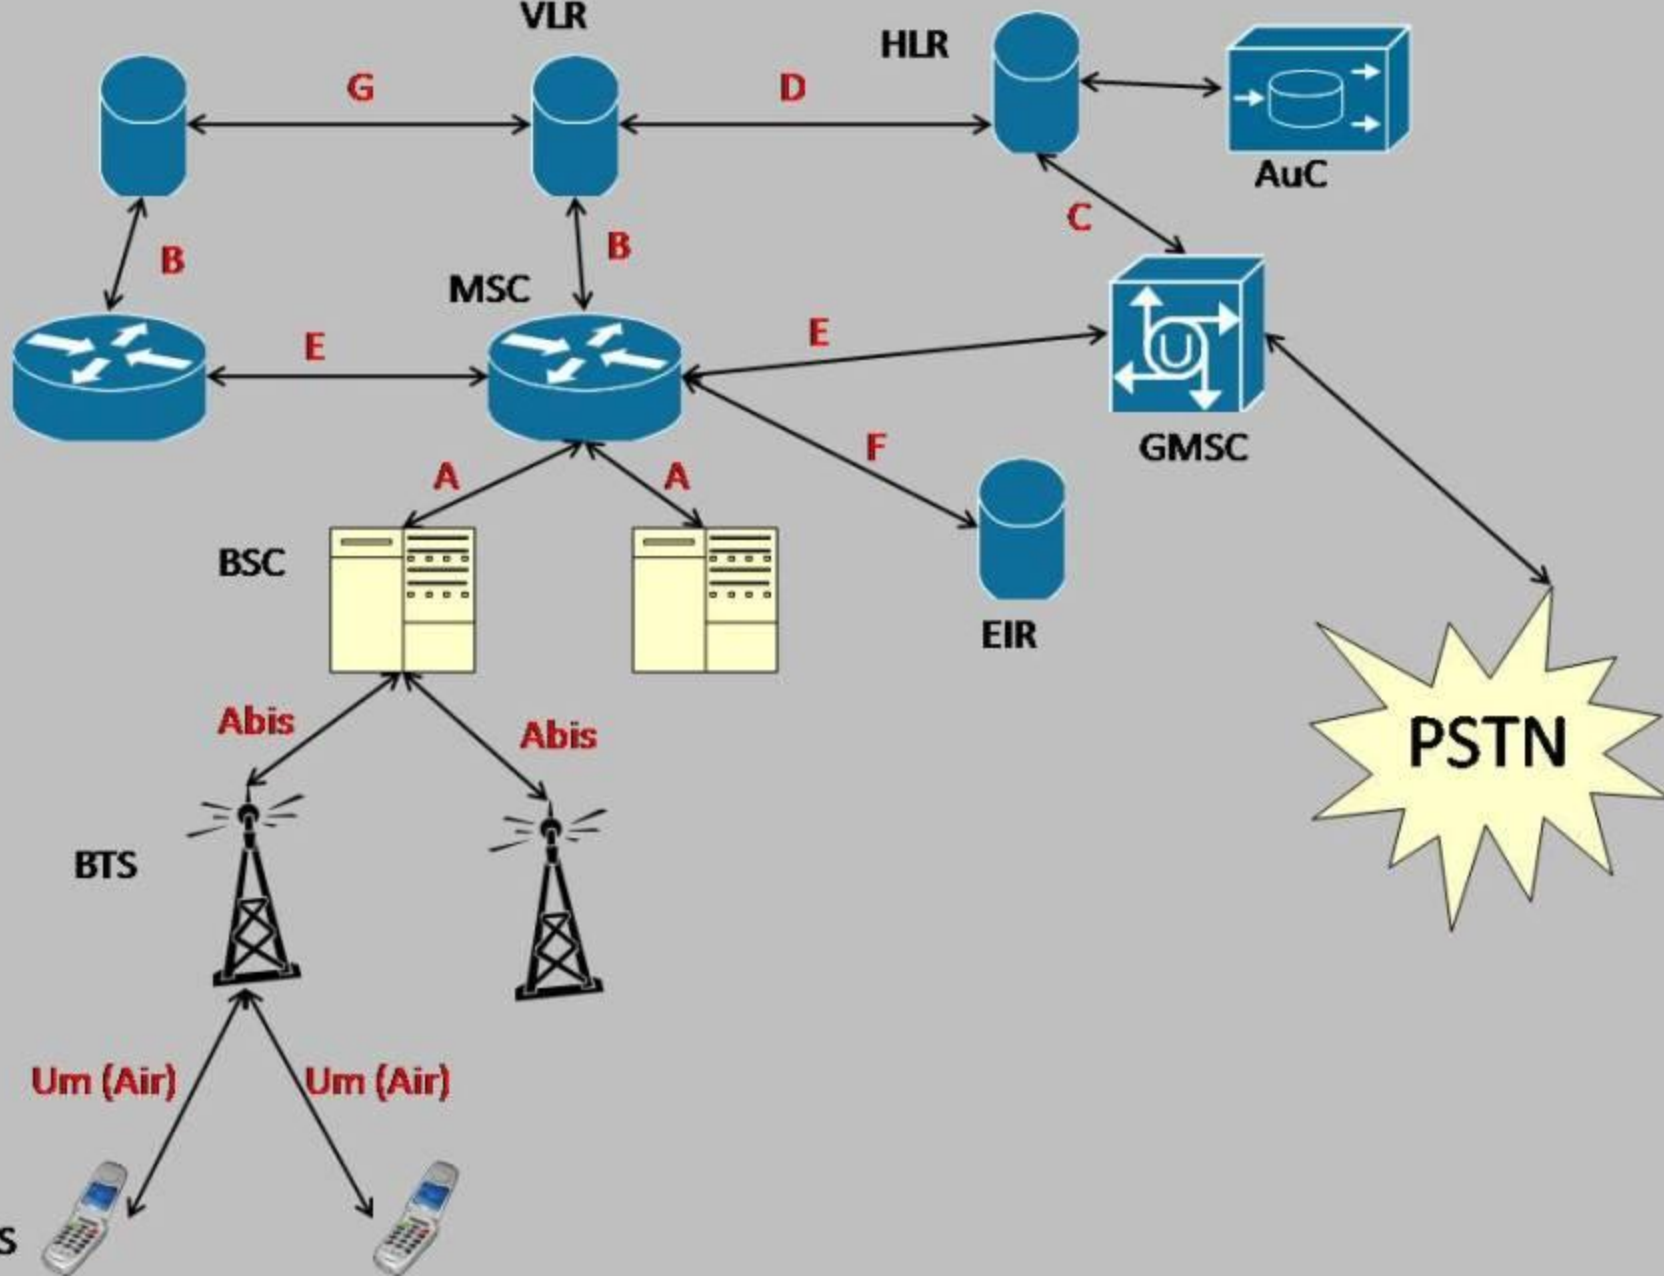 VLR
HLR
G
D
AuC
C
B
B
MSC
E
E
GMSC
F
A
A
BSC
EIR
Abis
Abis
PSTN
BTS
Um (Air)
Um (Air)
S